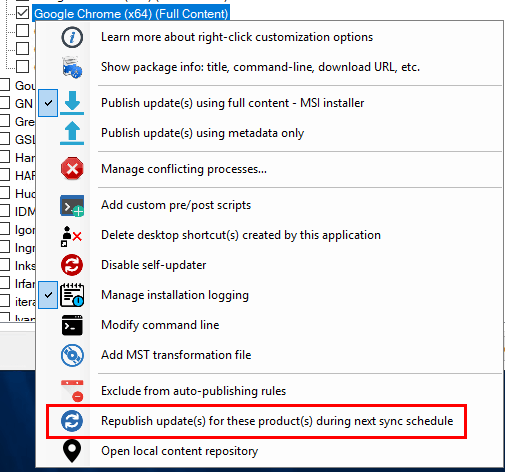 Google Chrome (x64) (Full Content)
Learn more about right-click customization options
Show package info: title, command-line, download URL, etc.
Gou
Publish update(s) using full content - MSI installer
GN
Gre
Publish update(s) using metadata only
GSL
Har
Manage conflicting processes...
HAF
Huc
Add custom pre/post scripts
IDM
Igor
Delete desktop shortcut(s) created by this application
Ingr
Disable self-updater
Inks
Irfar
Manage installation logging
itera
Ivan
Modify command line
Add MST transformation file
Exclude from auto-publishing rules
Republish update(s) for these product(s) during next sync schedule
Open local content repository